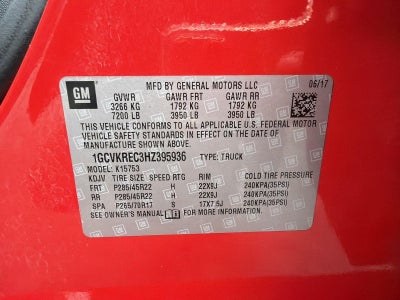 GM
MFD BY GENERAL MOTORS LLC 06/17
GVWR GAWR FRT GAWR RR
3266 KG 1792 KG 1792 KG
7200 LB 3950 LB 3950 LB
THIS VEHICLE CONFORMS TO ALL APPLICABLE U.S. FEDERAL MOTOR
VEHICLE SAFETY STANDARDS IN EFFECT ON THE DATE OF
MANUFACTURE SHOWN ABOVE.
1GCVKREC3HZ395936 TYPE: TRUCK
MODEL: K15753
KDJV TIRE SIZE SPEED RTG RIM COLD TIRE PRESSURE
FRT P285/45R22 H 22X9J 240KPA(35PSI)
RR P285/45R22 H 22X9J 240KPA(35PSI)
SPA P265/70R17 S 17X7.5J 240KPA(35PSI)
SEE OWNER MANUAL FOR MORE INFORMATION.